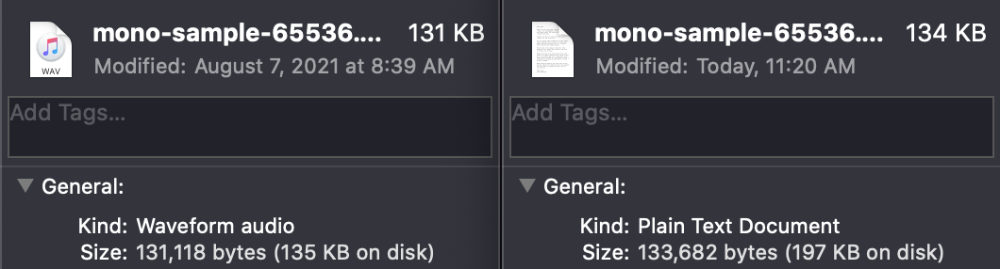 mono-sample-65536.... 131 KB
Modified: August 7, 2021 at 8:39 AM
WAV
Add Tags...
General:
Kind: Waveform audio
Size: 131,118 bytes (135 KB on disk)
mono-sample-65536.... 134 KB
Modified: Today, 11:20 AM
Add Tags...
General:
Kind: Plain Text Document
Size: 133,682 bytes (197 KB on disk)